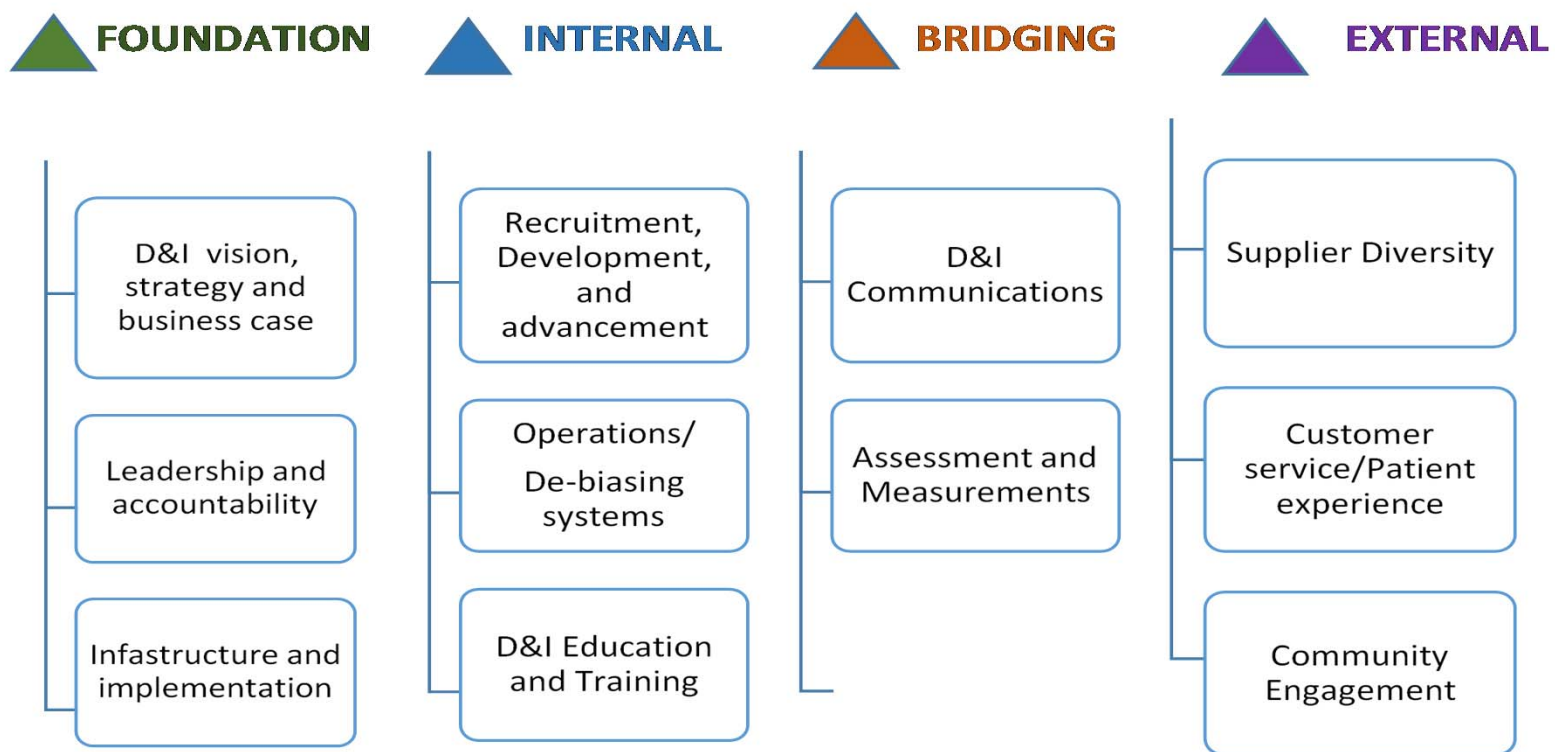 FOUNDATION
D&I vision,
strategy and
business case
Leadership and
accountability
Infastructure and
implementation
INTERNAL
Recruitment,
Development,
and
advancement
Operations/
De-biasing
systems
D&I Education
and Training
BRIDGING
D&I
Communications
Assessment and
Measurements
EXTERNAL
Supplier Diversity
Customer
service/Patient
experience
Community
Engagement